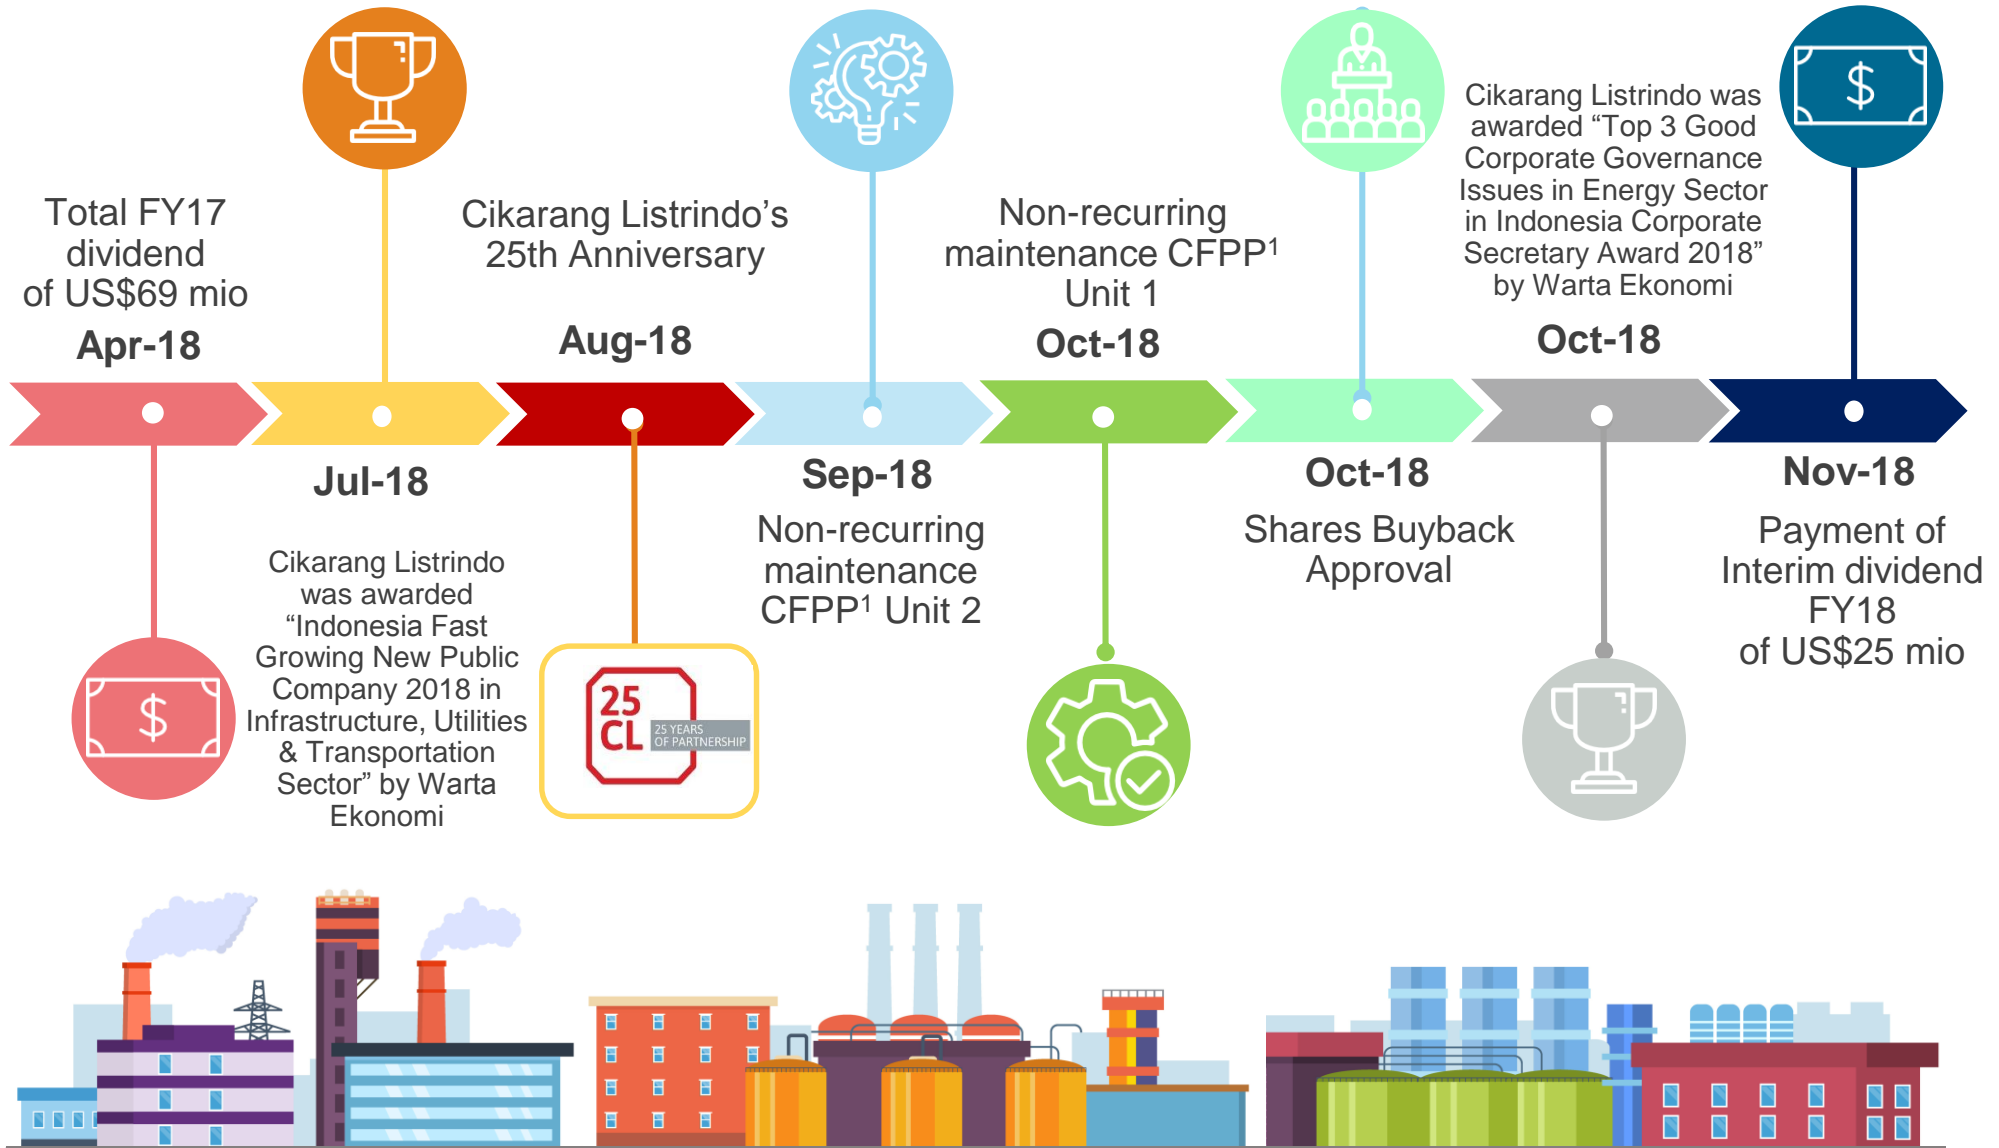 Total FY17
dividend
of US$69 mio
Apr-18
Jul-18
Cikarang Listrindo
was awarded
“Indonesia Fast
Growing New Public
Company 2018 in
Infrastructure, Utilities
& Transportation
Sector” by Warta
Ekonomi
Cikarang Listrindo’s
25th Anniversary
Aug-18
25
CL
25 YEARS
OF PARTNERSHIP
Sep-18
Non-recurring
maintenance
CFPP¹ Unit 2
Non-recurring
maintenance CFPP¹
Unit 1
Oct-18
Oct-18
Shares Buyback
Approval
Cikarang Listrindo was
awarded “Top 3 Good
Corporate Governance
Issues in Energy Sector
in Indonesia Corporate
Secretary Award 2018”
by Warta Ekonomi
Oct-18
$
$
Nov-18
Payment of
Interim dividend
FY18
of US$25 mio